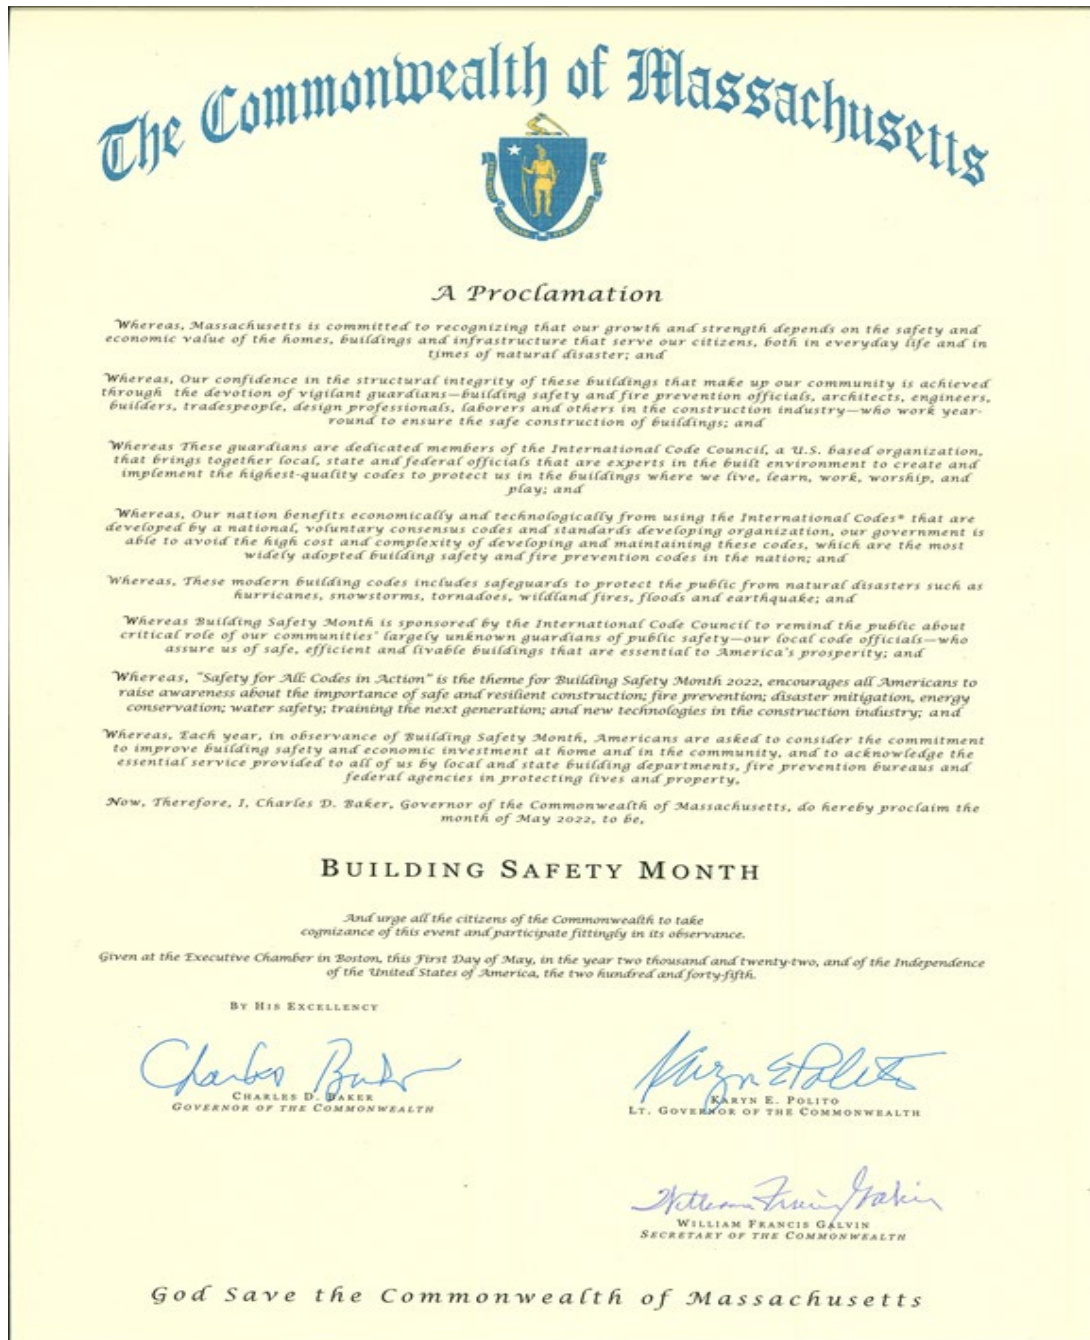 The Commonwealth of Massachusetts
A Proclamation
Whereas, Massachusetts is committed to recognizing that our growth and strength depends on the safety and
economic value of the homes, buildings and infrastructure that serve our citizens, both in everyday life and in
times of natural disaster; and
Whereas, Our confidence in the structural integrity of these buildings that make up our community is achieved
through the devotion of vigilant guardians—building safety and fire prevention officials, architects, engineers,
builders, tradespeople, design professionals, laborers and others in the construction industry—who work year-
round to ensure the safe construction of buildings; and
Whereas These guardians are dedicated members of the International Code Council, a U.S. based organization,
that brings together local, state and federal officials that are experts in the built environment to create and
implement the highest-quality codes to protect us in the buildings where we live, learn, work, worship, and
play; and
Whereas, Our nation benefits economically and technologically from using the International Codes® that are
developed by a national, voluntary consensus codes and standards developing organization, our government is
able to avoid the high cost and complexity of developing and maintaining these codes, which are the most
widely adopted building safety and fire prevention codes in the nation; and
Whereas, These modern building codes includes safeguards to protect the public from natural disasters such as
hurricanes, snowstorms, tornadoes, wildland fires, floods and earthquake; and
Whereas Building Safety Month is sponsored by the International Code Council to remind the public about
critical role of our communities' largely unknown guardians of public safety—our local code officials—who
assure us of safe, efficient and livable buildings that are essential to America's prosperity; and
Whereas, "Safety for All: Codes in Action" is the theme for Building Safety Month 2022, encourages all Americans to
raise awareness about the importance of safe and resilient construction; fire prevention; disaster mitigation, energy
conservation; water safety; training the next generation; and new technologies in the construction industry; and
Whereas, Each year, in observance of Building Safety Month, Americans are asked to consider the commitment
to improve building safety and economic investment at home and in the community, and to acknowledge the
essential service provided to all of us by local and state building departments, fire prevention bureaus and
federal agencies in protecting lives and property,
Now, Therefore, I, Charles D. Baker, Governor of the Commonwealth of Massachusetts, do hereby proclaim the
month of May 2022, to be,
BUILDING SAFETY MONTH
And urge all the citizens of the Commonwealth to take
cognizance of this event and participate fittingly in its observance.
Given at the Executive Chamber in Boston, this First Day of May, in the year two thousand and twenty-two, and of the Independence
of the United States of America, the two hundred and forty-fifth.
BY HIS EXCELLENCY
Charles Baker
CHARLES D. BAKER
GOVERNOR OF THE COMMONWEALTH
Karyn E Polito
KARYN E. POLITO
LT. GOVERNOR OF THE COMMONWEALTH
William Francis Galvin
WILLIAM FRANCIS GALVIN
SECRETARY OF THE COMMONWEALTH
God Save the Commonwealth of Massachusetts